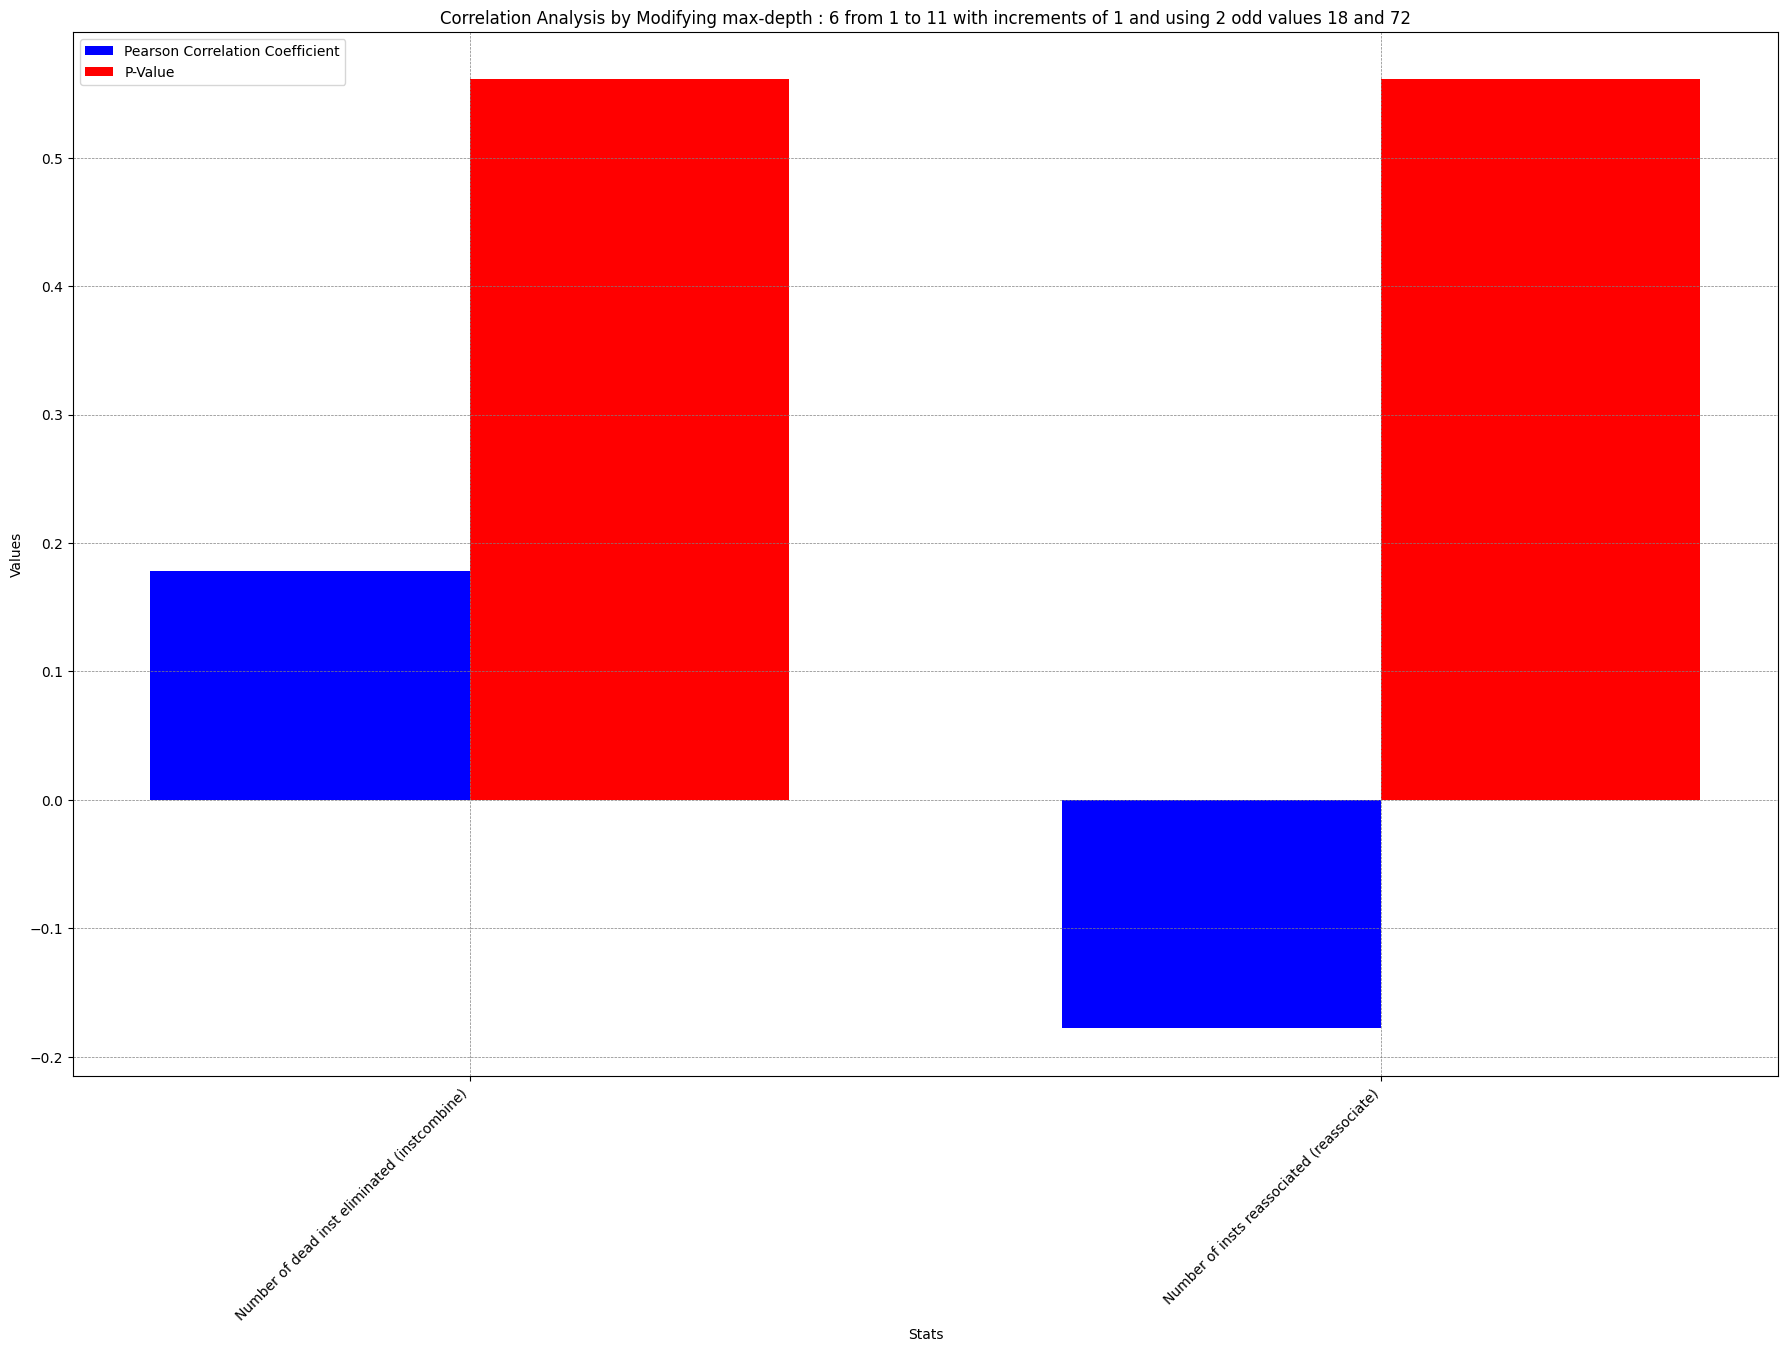 Correlation Analysis by Modifying max-depth : 6 from 1 to 11 with increments of 1 and using 2 odd values 18 and 72
Pearson Correlation Coefficient
P-Value
0.5
0.4
0.3
0.2
0.1
0.0
−0.1
−0.2
Values
Number of dead inst eliminated (instcombine)
Number of insts reassociated (reassociate)
Stats